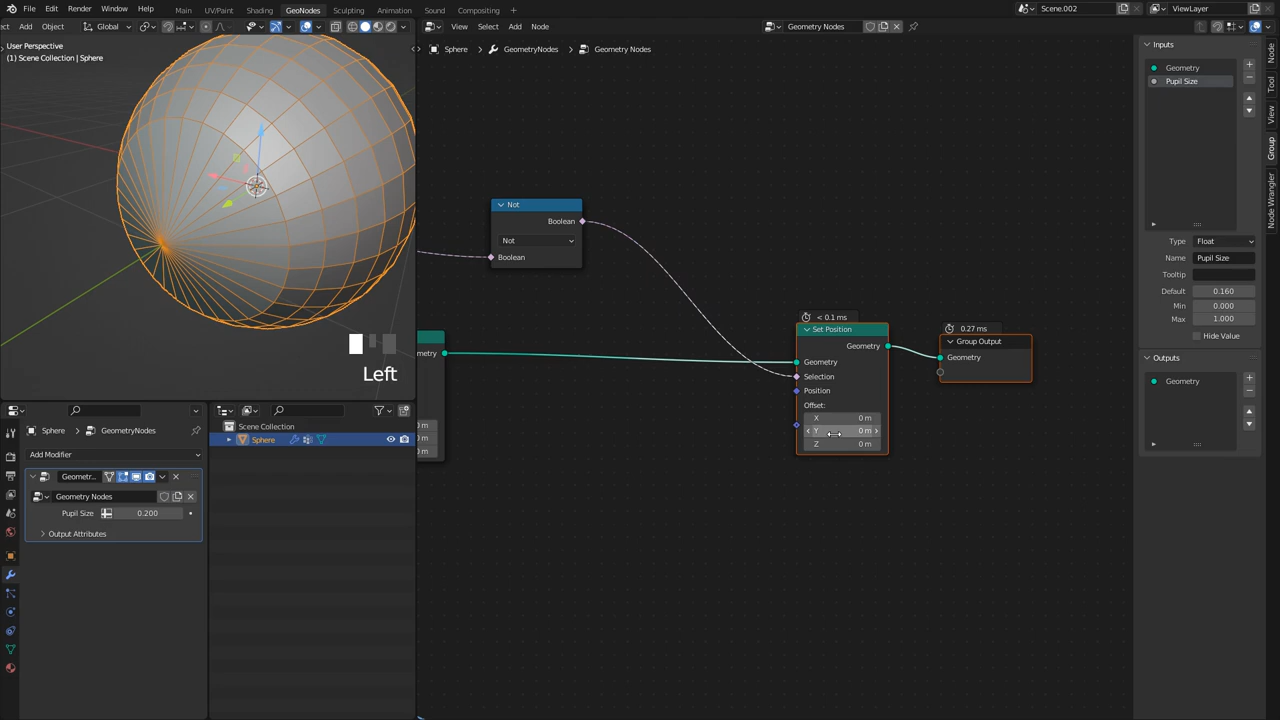 File Edit Render Window Help
Main UV/Paint Shading GeoNodes Sculpting Animation Sound Compositing
Scene.002 ViewLayer
Add Object Global
View Select Add Node
Geometry Nodes
User Perspective
(1) Scene Collection | Sphere
Sphere GeometryNodes Geometry Nodes
Left
Not
Boolean
Not
Boolean
metry
m
m
m
< 0.1 ms
Set Position
Geometry
Geometry
Selection
Position
Offset:
X 0 m
Y 0 m
Z 0 m
0.27 ms
Group Output
Geometry
Inputs
Geometry
Pupil Size
Type Float
Name Pupil Size
Tooltip
Default 0.160
Min 0.000
Max 1.000
Hide Value
Outputs
Geometry
Node
Tool
View
Group
Node Wrangler
Sphere GeometryNodes
Add Modifier
Geometr...
Geometry Nodes
Pupil Size 0.200
Output Attributes
Scene Collection
Sphere